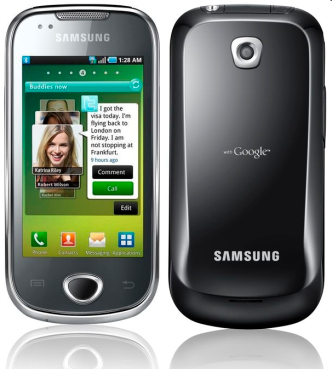 SAMSUNG
4
1:28 AM
Buddies now
I got the
visa today. I'm
flying back to
London on
Friday. I am
not stopping at
Frankfurt.
9 hours ago
Katrina Riley
Comment
Robert Wilson
Call
Edit
Phone Contacts Messaging Applications
with Google
SAMSUNG